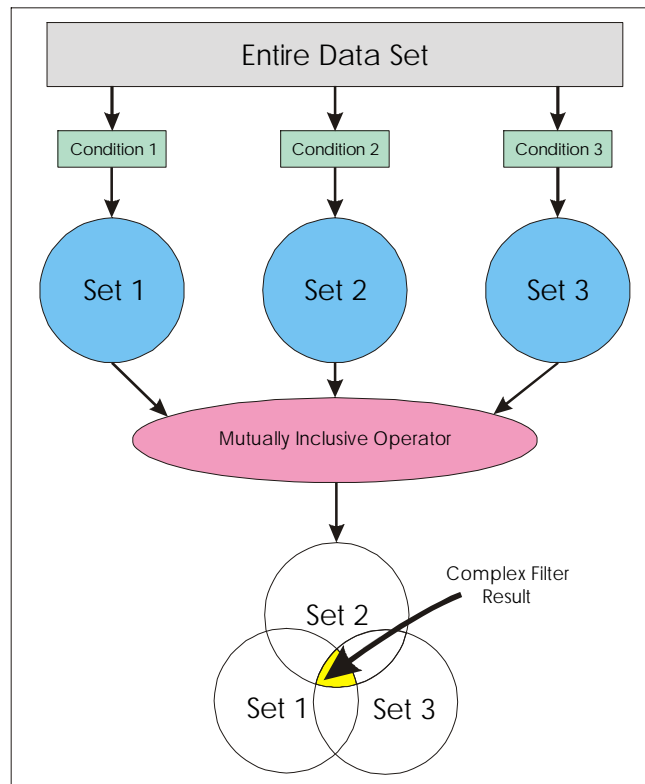 Entire Data Set
Condition 1
Condition 2
Condition 3
Set 1
Set 2
Set 3
Mutually Inclusive Operator
Complex Filter
Result
Set 2
Set 1
Set 3